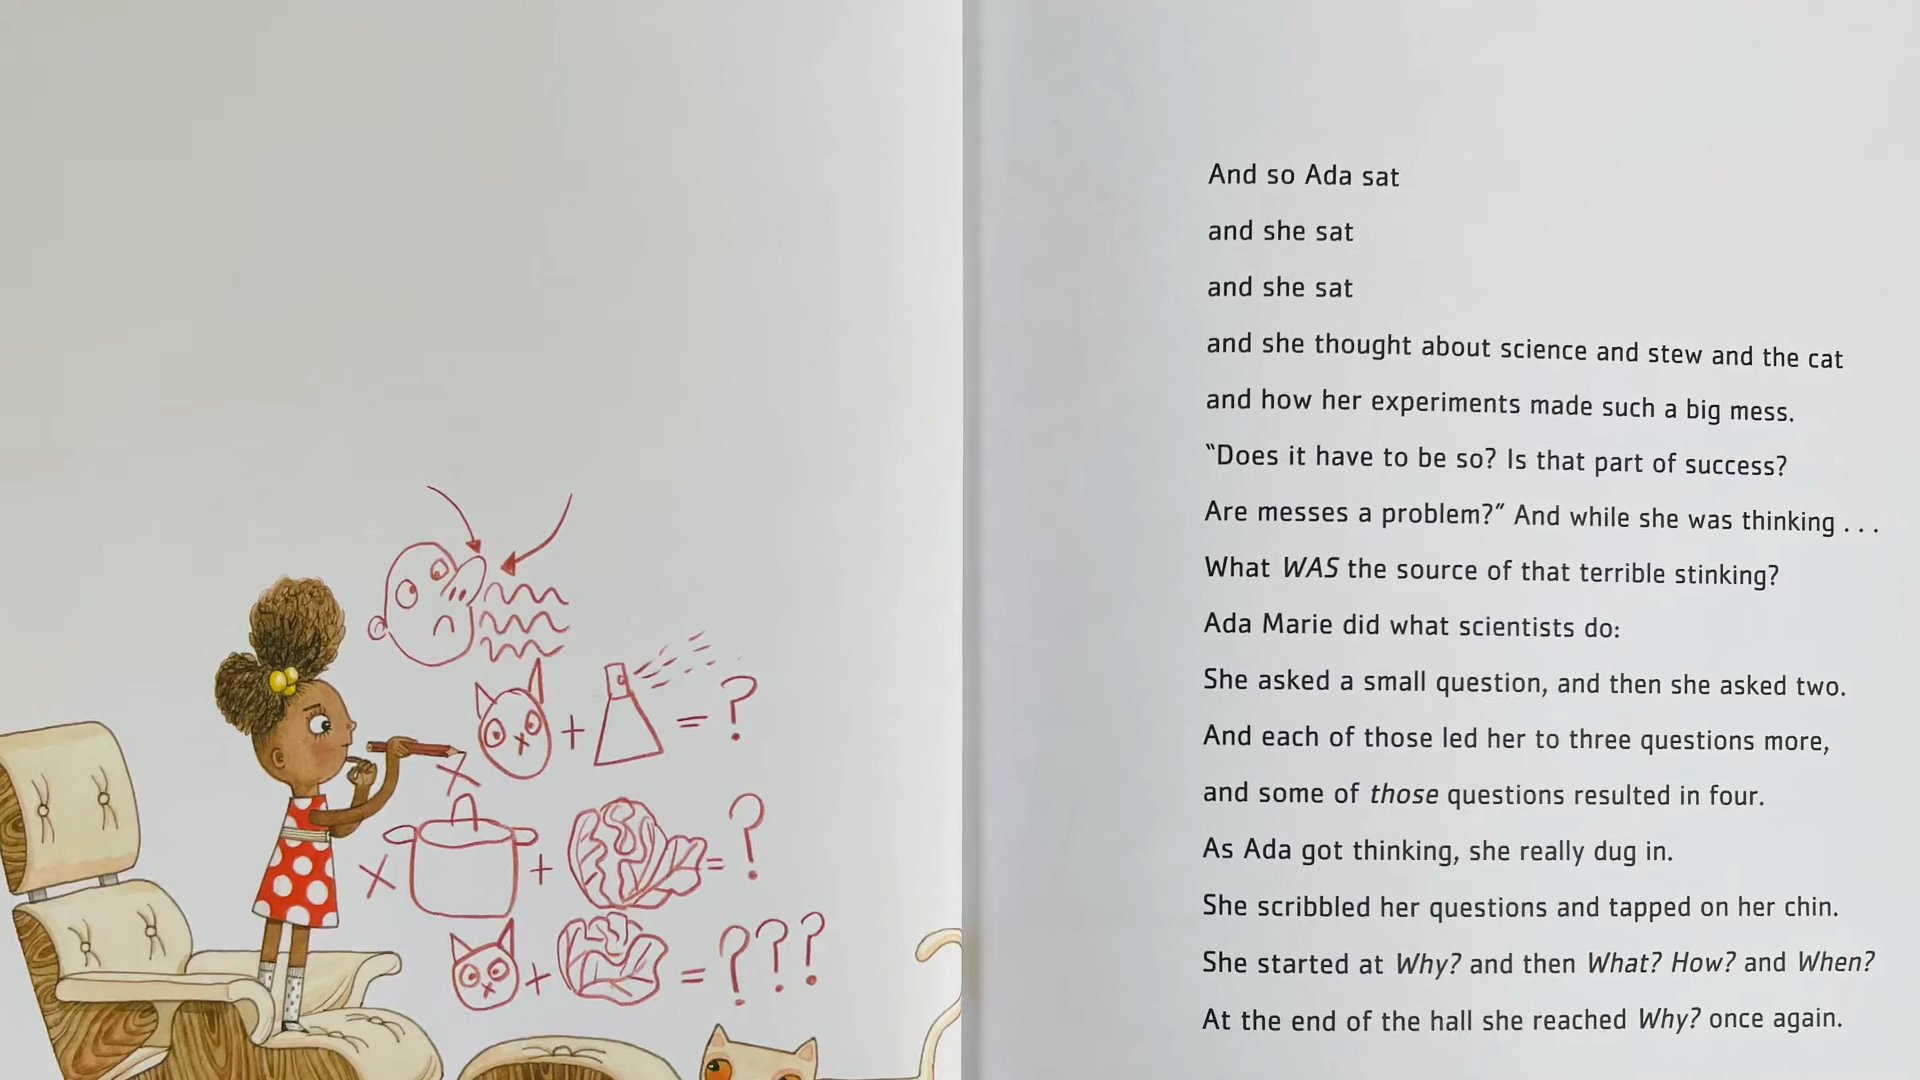 And so Ada sat
and she sat
and she sat
and she thought about science and stew and the cat
and how her experiments made such a big mess.
“Does it have to be so? Is that part of success?
Are messes a problem?” And while she was thinking . . .
What WAS the source of that terrible stinking?
Ada Marie did what scientists do:
She asked a small question, and then she asked two.
And each of those led her to three questions more,
and some of those questions resulted in four.
As Ada got thinking, she really dug in.
She scribbled her questions and tapped on her chin.
She started at Why? and then What? How? and When?
At the end of the hall she reached Why? once again.
+ = ?
+ = ?
+ = ???